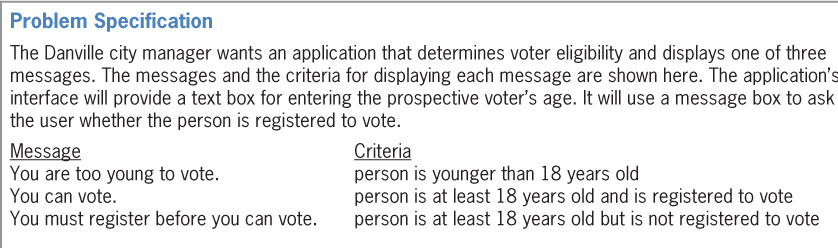 Problem Specification
The Danville city manager wants an application that determines voter eligibility and displays one of three
messages. The messages and the criteria for displaying each message are shown here. The application's
interface will provide a text box for entering the prospective voter's age. It will use a message box to ask
the user whether the person is registered to vote.
Message Criteria
You are too young to vote. person is younger than 18 years old
You can vote. person is at least 18 years old and is registered to vote
You must register before you can vote. person is at least 18 years old but is not registered to vote